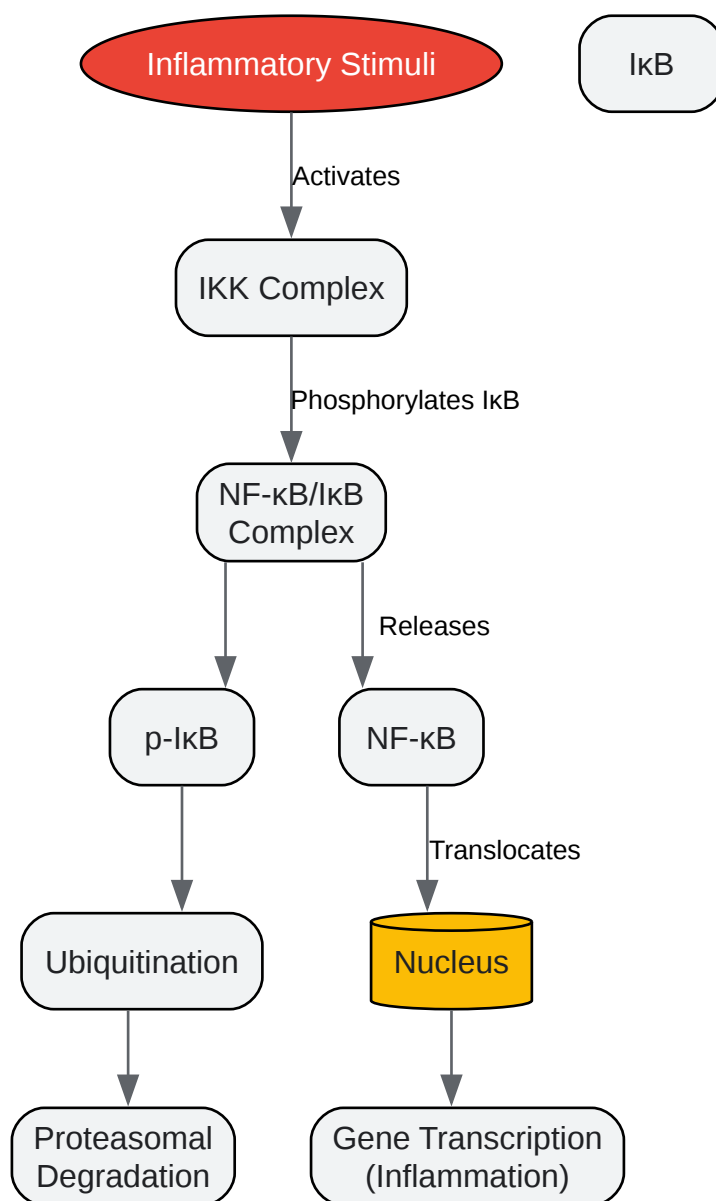 Inflammatory Stimuli
IκB
Activates
IKK Complex
Phosphorylates IκB
NF-κB/IκB
Complex
Releases
p-IκB
NF-κB
Translocates
Ubiquitination
Nucleus
Proteasomal
Degradation
Gene Transcription
(Inflammation)